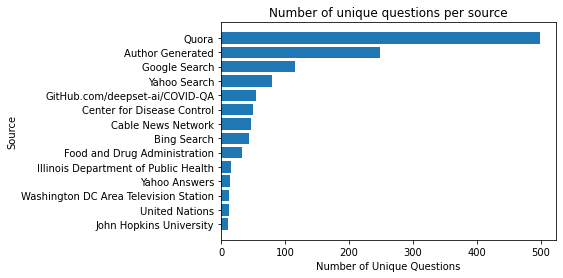 Number of unique questions per source
Source
Quora
Author Generated
Google Search
Yahoo Search
GitHub.com/deepset-ai/COVID-QA
Center for Disease Control
Cable News Network
Bing Search
Food and Drug Administration
Illinois Department of Public Health
Yahoo Answers
Washington DC Area Television Station
United Nations
John Hopkins University
0 100 200 300 400 500
Number of Unique Questions